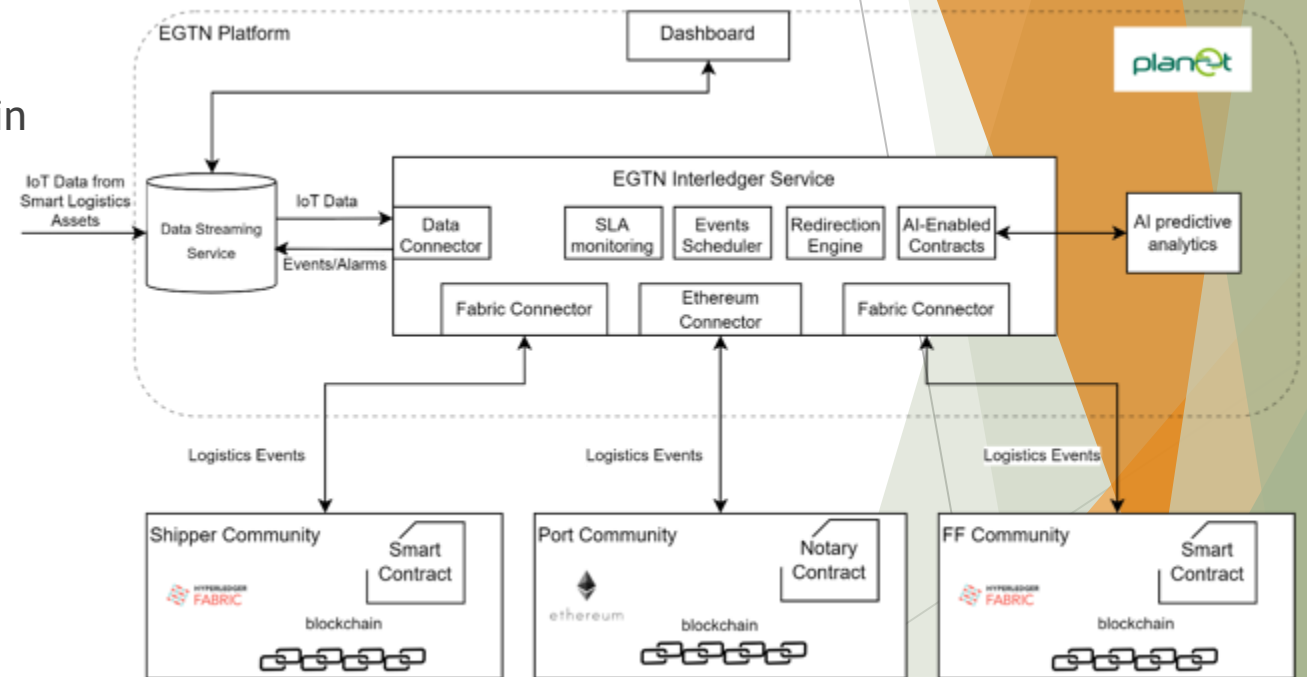 EGTN Platform
Dashboard
planet
in
IoT Data from
Smart Logistics
Assets
Data Streaming
Service
IoT Data
Events/Alarms
EGTN Interledger Service
Data
Connector
SLA
monitoring
Events
Scheduler
Redirection
Engine
AI-Enabled
Contracts
AI predictive
analytics
Fabric Connector
Ethereum
Connector
Fabric Connector
Logistics Events
Logistics Events
Logistics Events
Shipper Community
Smart
Contract
HYPERLEDGER
FABRIC
blockchain
Port Community
Notary
Contract
ethereum
blockchain
FF Community
Smart
Contract
HYPERLEDGER
FABRIC
blockchain